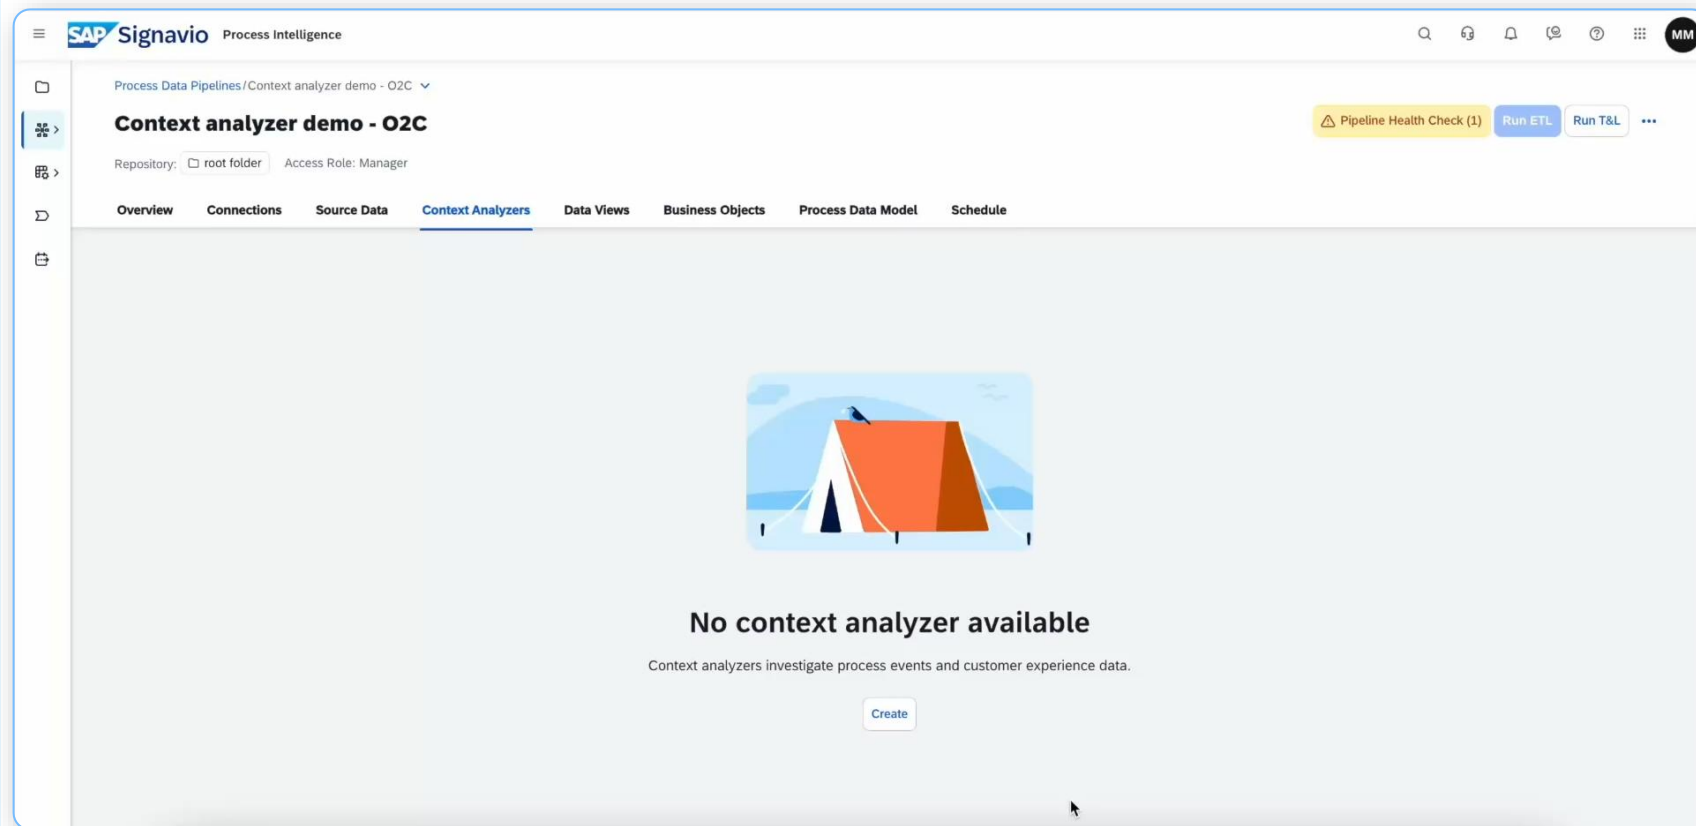 SAP Signavio Process Intelligence
MM
Process Data Pipelines/Context analyzer demo - O2C
Context analyzer demo - O2C
Pipeline Health Check (1)
Run ETL
Run T&L
Repository: root folder Access Role: Manager
Overview Connections Source Data Context Analyzers Data Views Business Objects Process Data Model Schedule
No context analyzer available
Context analyzers investigate process events and customer experience data.
Create